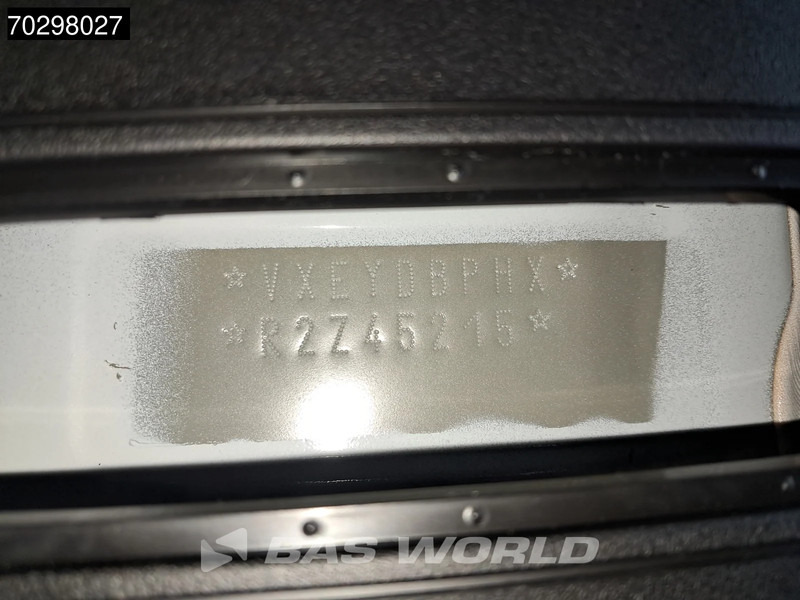 70298027
★VXEYDBPHX★
★R2Z45215★
BAS WORLD